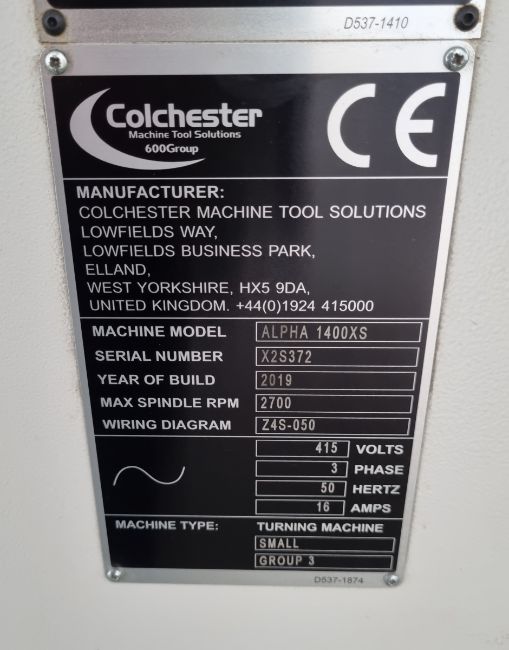 D537-1410
Colchester
Machine Tool Solutions
600Group
CE
MANUFACTURER:
COLCHESTER MACHINE TOOL SOLUTIONS
LOWFIELDS WAY,
LOWFIELDS BUSINESS PARK,
ELLAND,
WEST YORKSHIRE, HX5 9DA,
UNITED KINGDOM. +44(0)1924 415000
MACHINE MODEL ALPHA 1400XS
SERIAL NUMBER X2S372
YEAR OF BUILD 2019
MAX SPINDLE RPM 2700
WIRING DIAGRAM Z4S-050
415 VOLTS
3 PHASE
50 HERTZ
16 AMPS
MACHINE TYPE: TURNING MACHINE
SMALL
GROUP 3
D537-1874